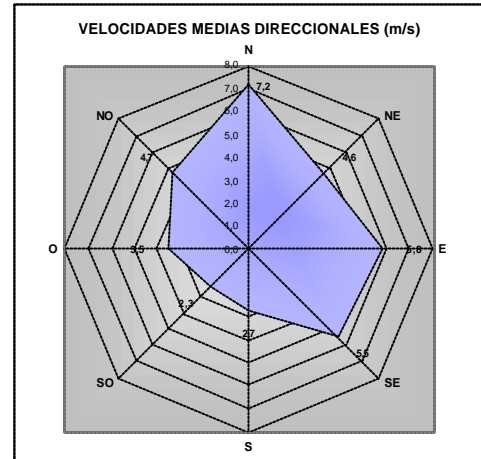 VELOCIDADES MEDIAS DIRECCIONALES (m/s)
N
8,0
7,0
7,2
6,0
NO
NE
5,0
4,7
4,6
4,0
3,0
2,0
1,0
O
3,5
0,0
5,8
E
2,3
2,7
5,5
SO
SE
S